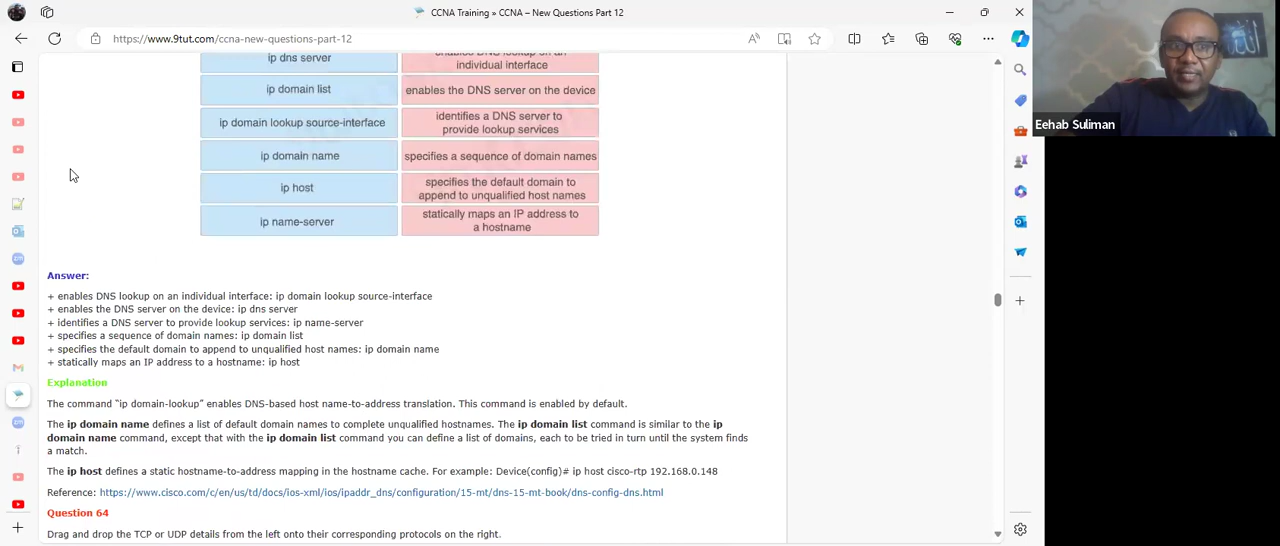 CCNA Training » CCNA – New Questions Part 12
https://www.9tut.com/ccna-new-questions-part-12
Eehab Suliman
ip dns server
enables DNS lookup on an
individual interface
ip domain list
enables the DNS server on the device
ip domain lookup source-interface
identifies a DNS server to
provide lookup services
ip domain name
specifies a sequence of domain names
ip host
specifies the default domain to
append to unqualified host names
ip name-server
statically maps an IP address to
a hostname
Answer:
+ enables DNS lookup on an individual interface: ip domain lookup source-interface
+ enables the DNS server on the device: ip dns server
+ identifies a DNS server to provide lookup services: ip name-server
+ specifies a sequence of domain names: ip domain list
+ specifies the default domain to append to unqualified host names: ip domain name
+ statically maps an IP address to a hostname: ip host
Explanation
The command “ip domain-lookup” enables DNS-based host name-to-address translation. This command is enabled by default.
The ip domain name defines a list of default domain names to complete unqualified hostnames. The ip domain list command is similar to the ip
domain name command, except that with the ip domain list command you can define a list of domains, each to be tried in turn until the system finds
a match.
The ip host defines a static hostname-to-address mapping in the hostname cache. For example: Device(config)# ip host cisco-rtp 192.168.0.148
Reference: https://www.cisco.com/c/en/us/td/docs/ios-xml/ios/ipaddr_dns/configuration/15-mt/dns-15-mt-book/dns-config-dns.html
Question 64
Drag and drop the TCP or UDP details from the left onto their corresponding protocols on the right.